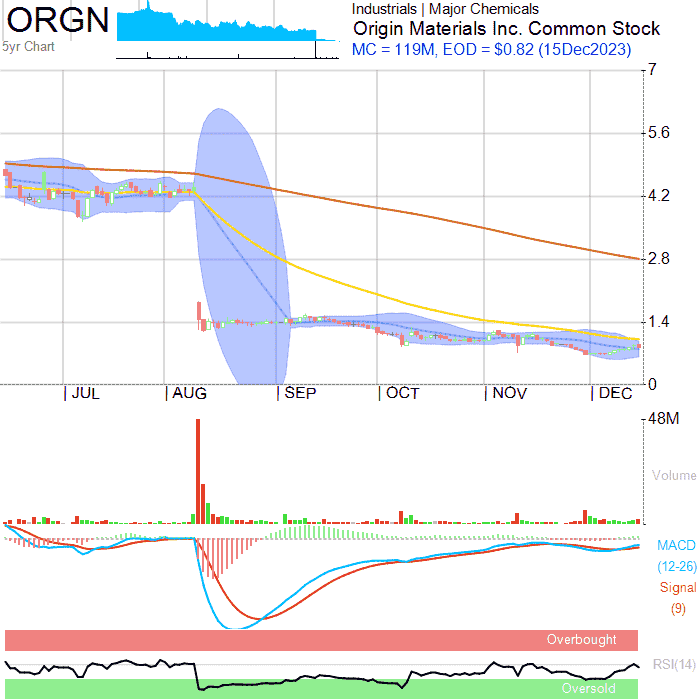 ORGN
5yr Chart
Industrials | Major Chemicals
Origin Materials Inc. Common Stock
MC = 119M, EOD = $0.82 (15Dec2023)
7
5.6
4.2
2.8
1.4
0
JUL
AUG
SEP
OCT
NOV
DEC
48M
Volume
MACD
(12-26)
Signal
(9)
Overbought
RSI(14)
Oversold